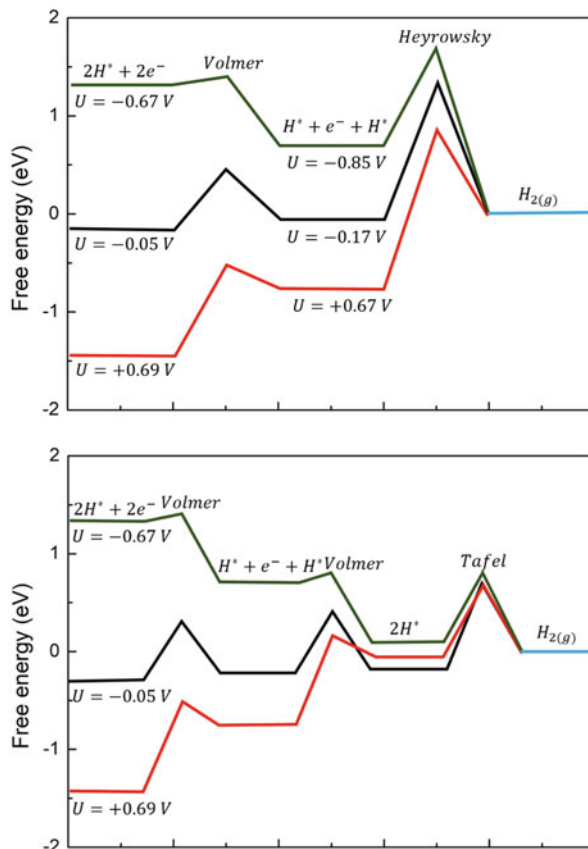 2
Heyrowsky
2H* + 2e⁻
Volmer
U = −0.67 V
H* + e⁻ + H*
1
U = −0.85 V
Free energy (eV)
H2(g)
0
U = −0.05 V
U = −0.17 V
U = +0.67 V
-1
U = +0.69 V
-2
2
2H* + 2e⁻ Volmer
U = −0.67 V
H* + e⁻ + H* Volmer
Tafel
1
2H*
Free energy (eV)
H2(g)
0
U = −0.05 V
-1
U = +0.69 V
-2